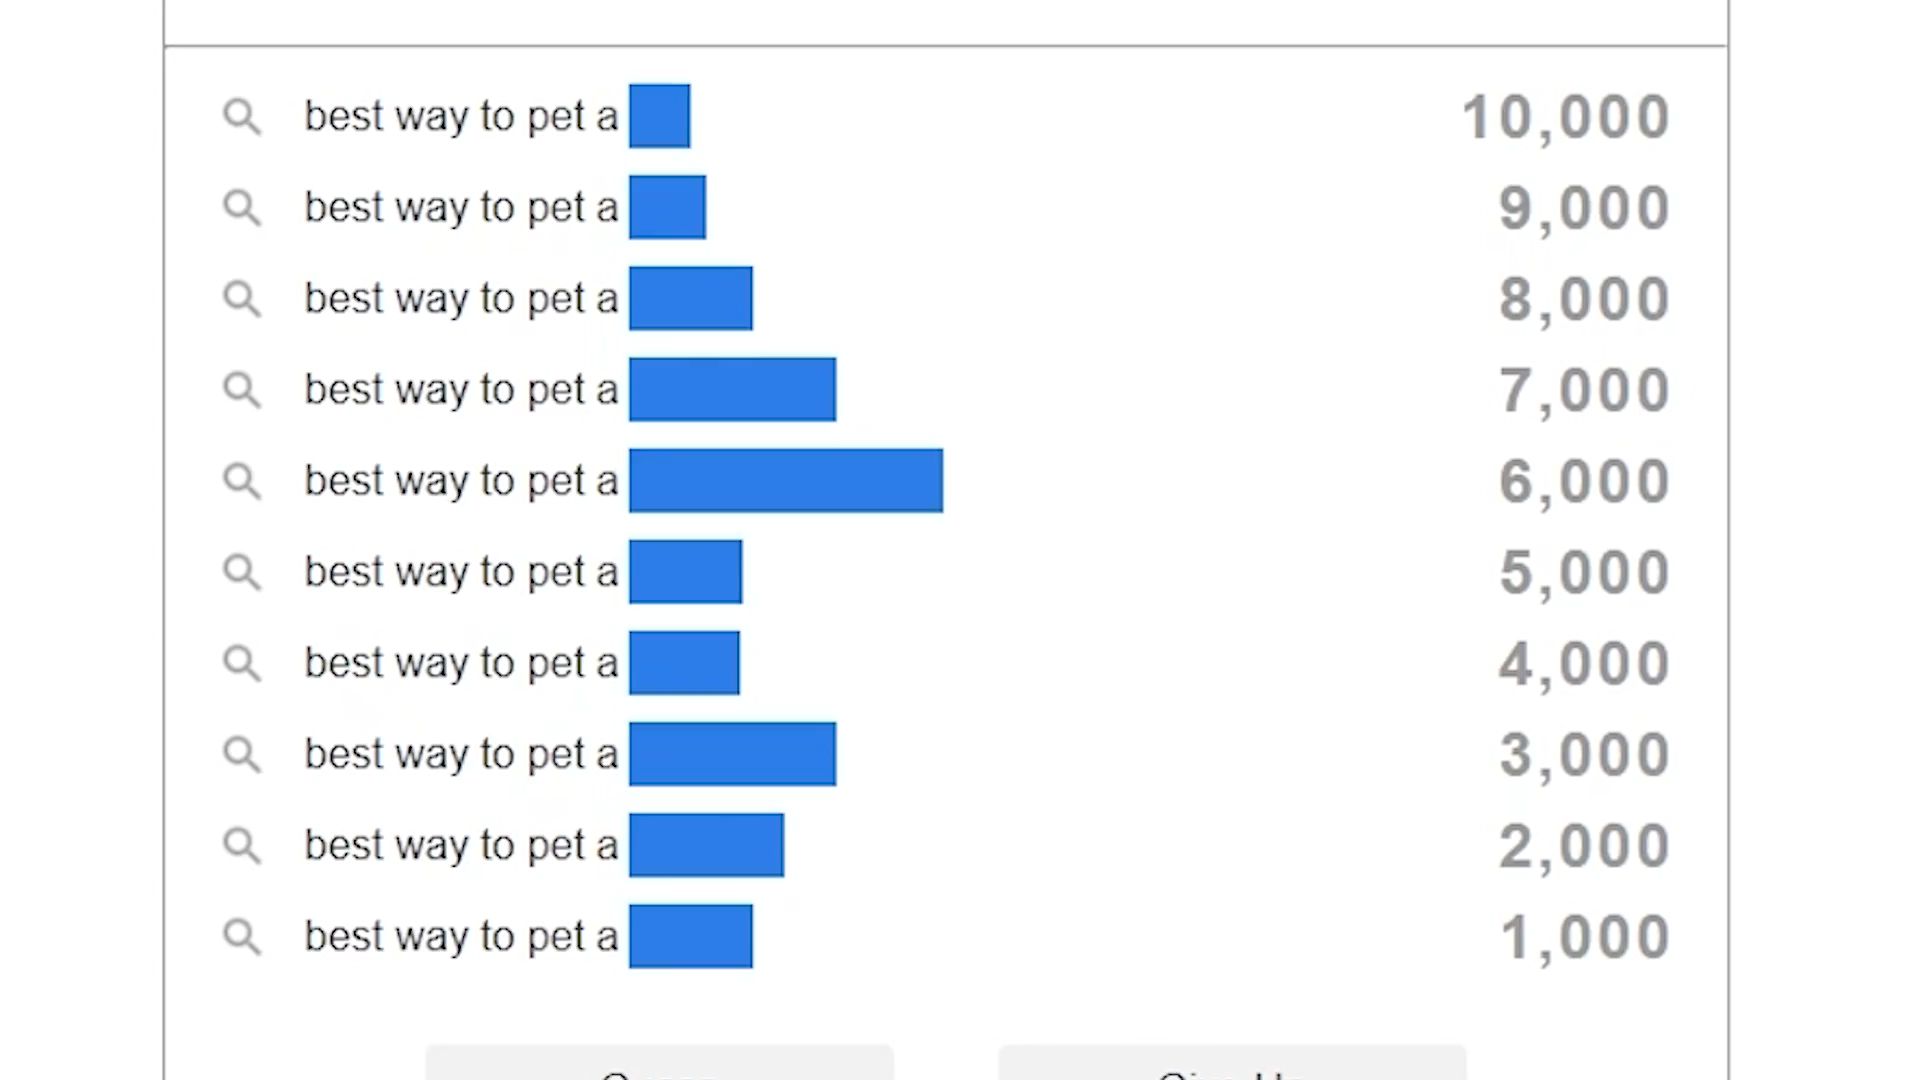 best way to pet a 10,000
best way to pet a 9,000
best way to pet a 8,000
best way to pet a 7,000
best way to pet a 6,000
best way to pet a 5,000
best way to pet a 4,000
best way to pet a 3,000
best way to pet a 2,000
best way to pet a 1,000